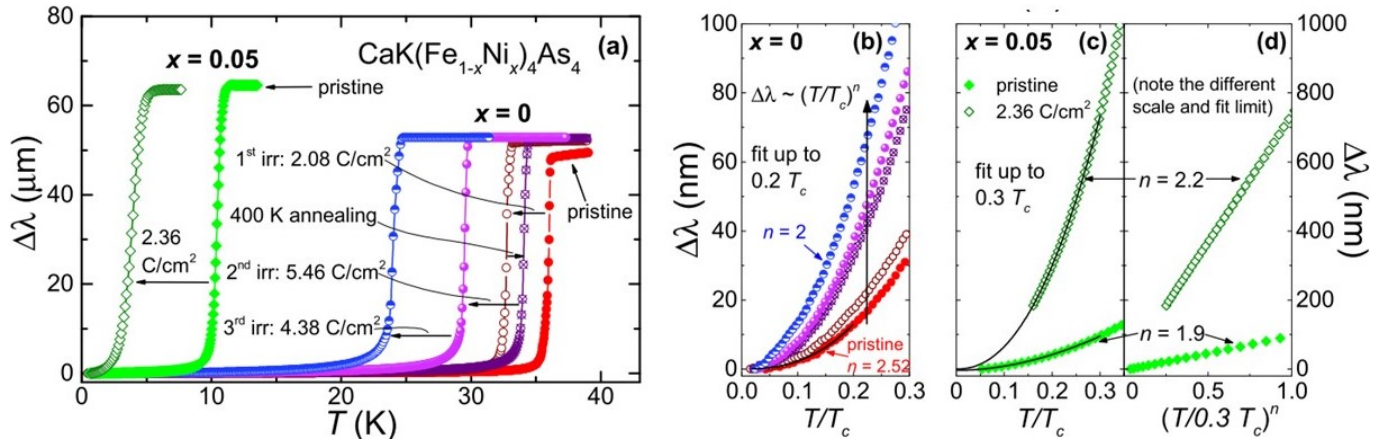 80
60
40
20
0
Δλ (µm)
0 5 10 15 20 25 30 35 40
T (K)
x = 0.05
CaK(Fe1-xNix)4As4
(a)
pristine
x = 0
1st irr: 2.08 C/cm2
400 K annealing
pristine
2.36
C/cm2
2nd irr: 5.46 C/cm2
3rd irr: 4.38 C/cm2
100
80
60
40
20
0
Δλ (nm)
0.0 0.1 0.2 0.3
T/Tc
x = 0
(b)
Δλ ~ (T/Tc)n
fit up to
0.2 Tc
n = 2
pristine
n = 2.52
x = 0.05
(c)
pristine
2.36 C/cm2
fit up to
0.3 Tc
0.0 0.1 0.2 0.3
T/Tc
(d)
(note the different
scale and fit limit)
n = 2.2
n = 1.9
0.5 1.0
(T/0.3 Tc)n
1000
800
600
400
200
0
Δλ (nm)